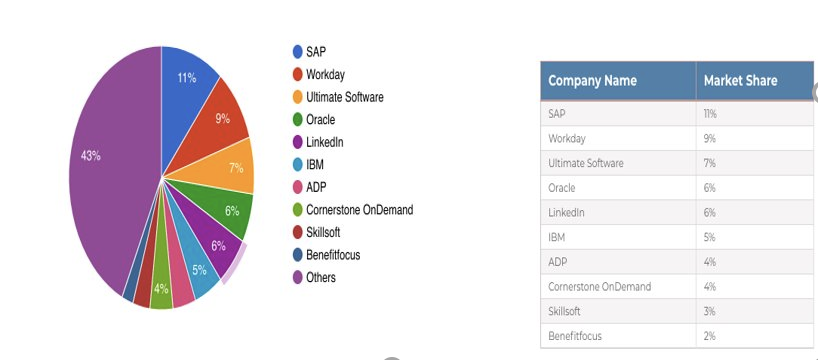 11%
9%
7%
6%
6%
5%
4%
43%
SAP
Workday
Ultimate Software
Oracle
LinkedIn
IBM
ADP
Cornerstone OnDemand
Skillsoft
Benefitfocus
Others
Company Name Market Share
SAP 11%
Workday 9%
Ultimate Software 7%
Oracle 6%
LinkedIn 6%
IBM 5%
ADP 4%
Cornerstone OnDemand 4%
Skillsoft 3%
Benefitfocus 2%